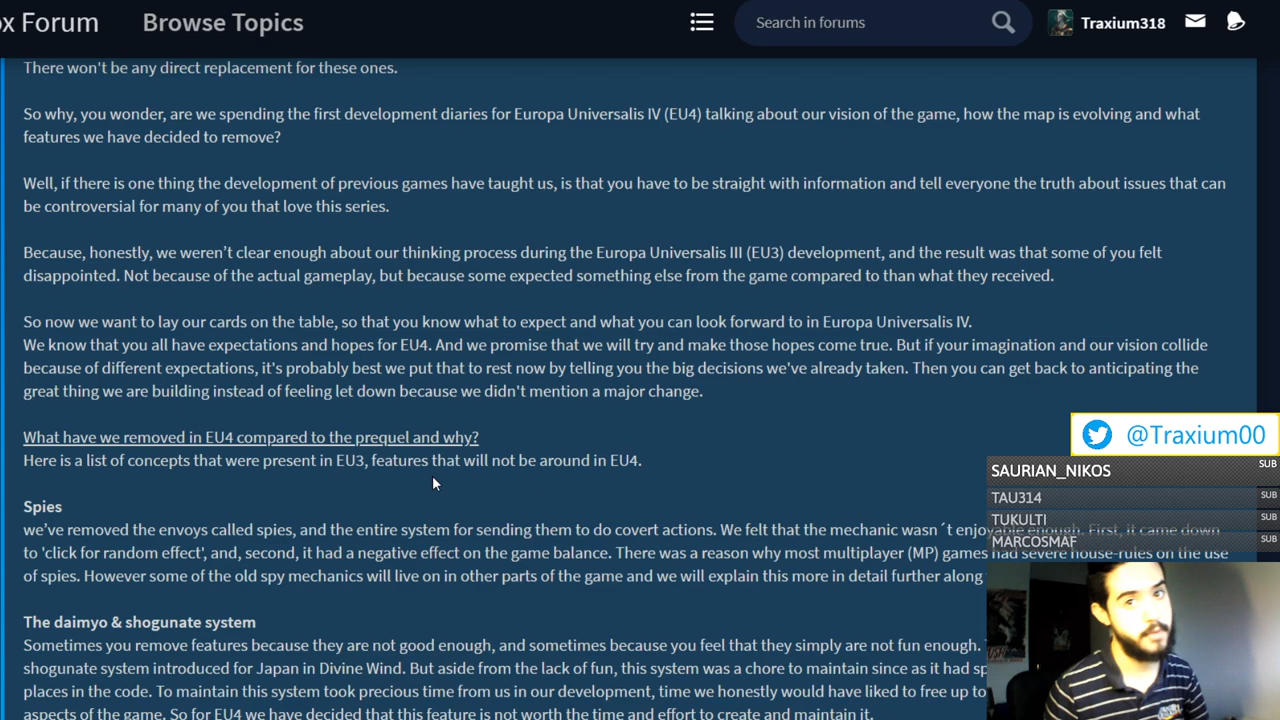 ox Forum
Browse Topics
Search in forums
Traxium318
There won't be any direct replacement for these ones.
So why, you wonder, are we spending the first development diaries for Europa Universalis IV (EU4) talking about our vision of the game, how the map is evolving and what
features we have decided to remove?
Well, if there is one thing the development of previous games have taught us, is that you have to be straight with information and tell everyone the truth about issues that can
be controversial for many of you that love this series.
Because, honestly, we weren’t clear enough about our thinking process during the Europa Universalis III (EU3) development, and the result was that some of you felt
disappointed. Not because of the actual gameplay, but because some expected something else from the game compared to than what they received.
So now we want to lay our cards on the table, so that you know what to expect and what you can look forward to in Europa Universalis IV.
We know that you all have expectations and hopes for EU4. And we promise that we will try and make those hopes come true. But if your imagination and our vision collide
because of different expectations, it's probably best we put that to rest now by telling you the big decisions we've already taken. Then you can get back to anticipating the
great thing we are building instead of feeling let down because we didn't mention a major change.
What have we removed in EU4 compared to the prequel and why?
Here is a list of concepts that were present in EU3, features that will not be around in EU4.
Spies
we’ve removed the envoys called spies, and the entire system for sending them to do covert actions. We felt that the mechanic wasn´t enjoyable enough. First, it came down
to 'click for random effect', and, second, it had a negative effect on the game balance. There was a reason why most multiplayer (MP) games had severe house-rules on the use
of spies. However some of the old spy mechanics will live on in other parts of the game and we will explain this more in detail further along
The daimyo & shogunate system
Sometimes you remove features because they are not good enough, and sometimes because you feel that they simply are not fun enough.
shogunate system introduced for Japan in Divine Wind. But aside from the lack of fun, this system was a chore to maintain since as it had
places in the code. To maintain this system took precious time from us in our development, time we honestly would have liked to free up to
aspects of the game. So for EU4 we have decided that this feature is not worth the time and effort to create and maintain it.
@Traxium00
SAURIAN_NIKOS SUB
TAU314 SUB
TUKULTI SUB
MARCOSMAF SUB